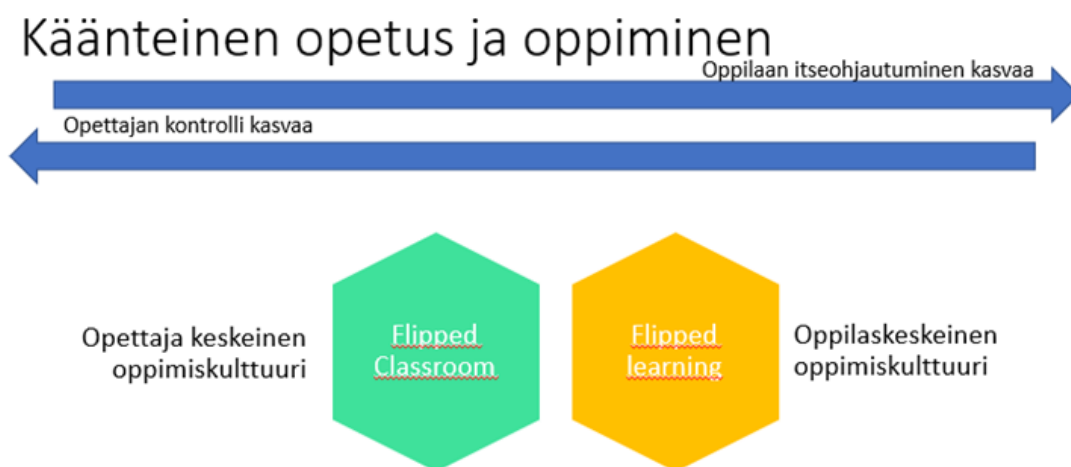 Käänteinen opetus ja oppiminen
Oppilaan itseohjautuminen kasvaa
Opettajan kontrolli kasvaa
Opettaja keskeinen
oppimiskulttuuri
Flipped
Classroom
Flipped
learning
Oppilaskeskeinen
oppimiskulttuuri